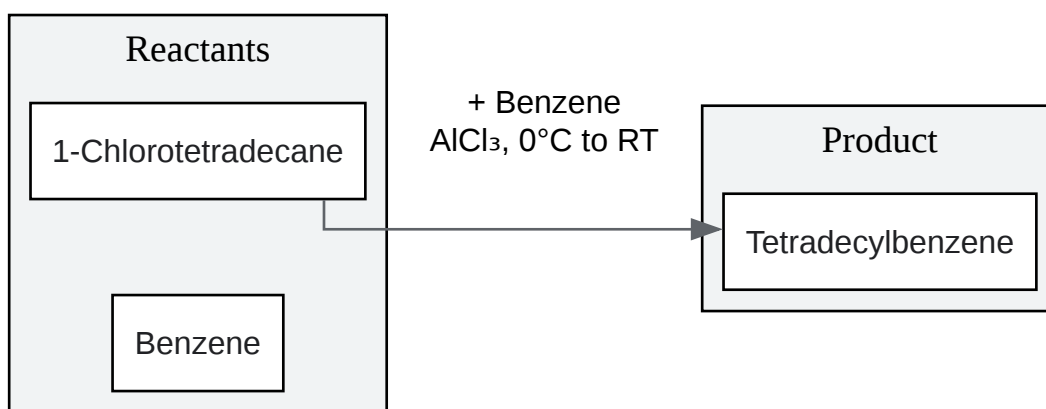 Reactants
1-Chlorotetradecane
Benzene
+ Benzene
AlCl₃, 0°C to RT
Product
Tetradecylbenzene